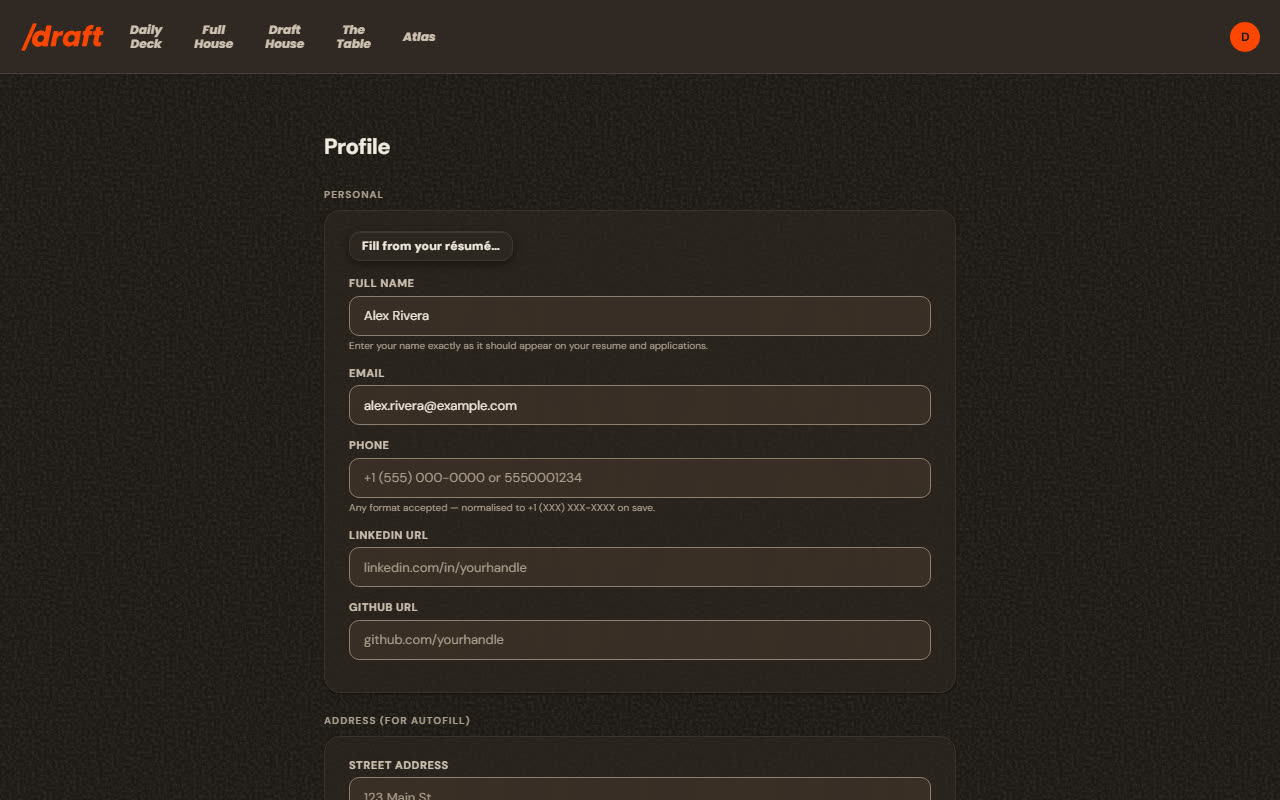 /draft
Daily
Deck
Full
House
Draft
House
The
Table
Atlas
D
Profile
PERSONAL
Fill from your résumé...
FULL NAME
Alex Rivera
Enter your name exactly as it should appear on your resume and applications.
EMAIL
alex.rivera@example.com
PHONE
+1 (555) 000-0000 or 5550001234
Any format accepted — normalised to +1 (XXX) XXX-XXXX on save.
LINKEDIN URL
linkedin.com/in/yourhandle
GITHUB URL
github.com/yourhandle
ADDRESS (FOR AUTOFILL)
STREET ADDRESS
123 Main St